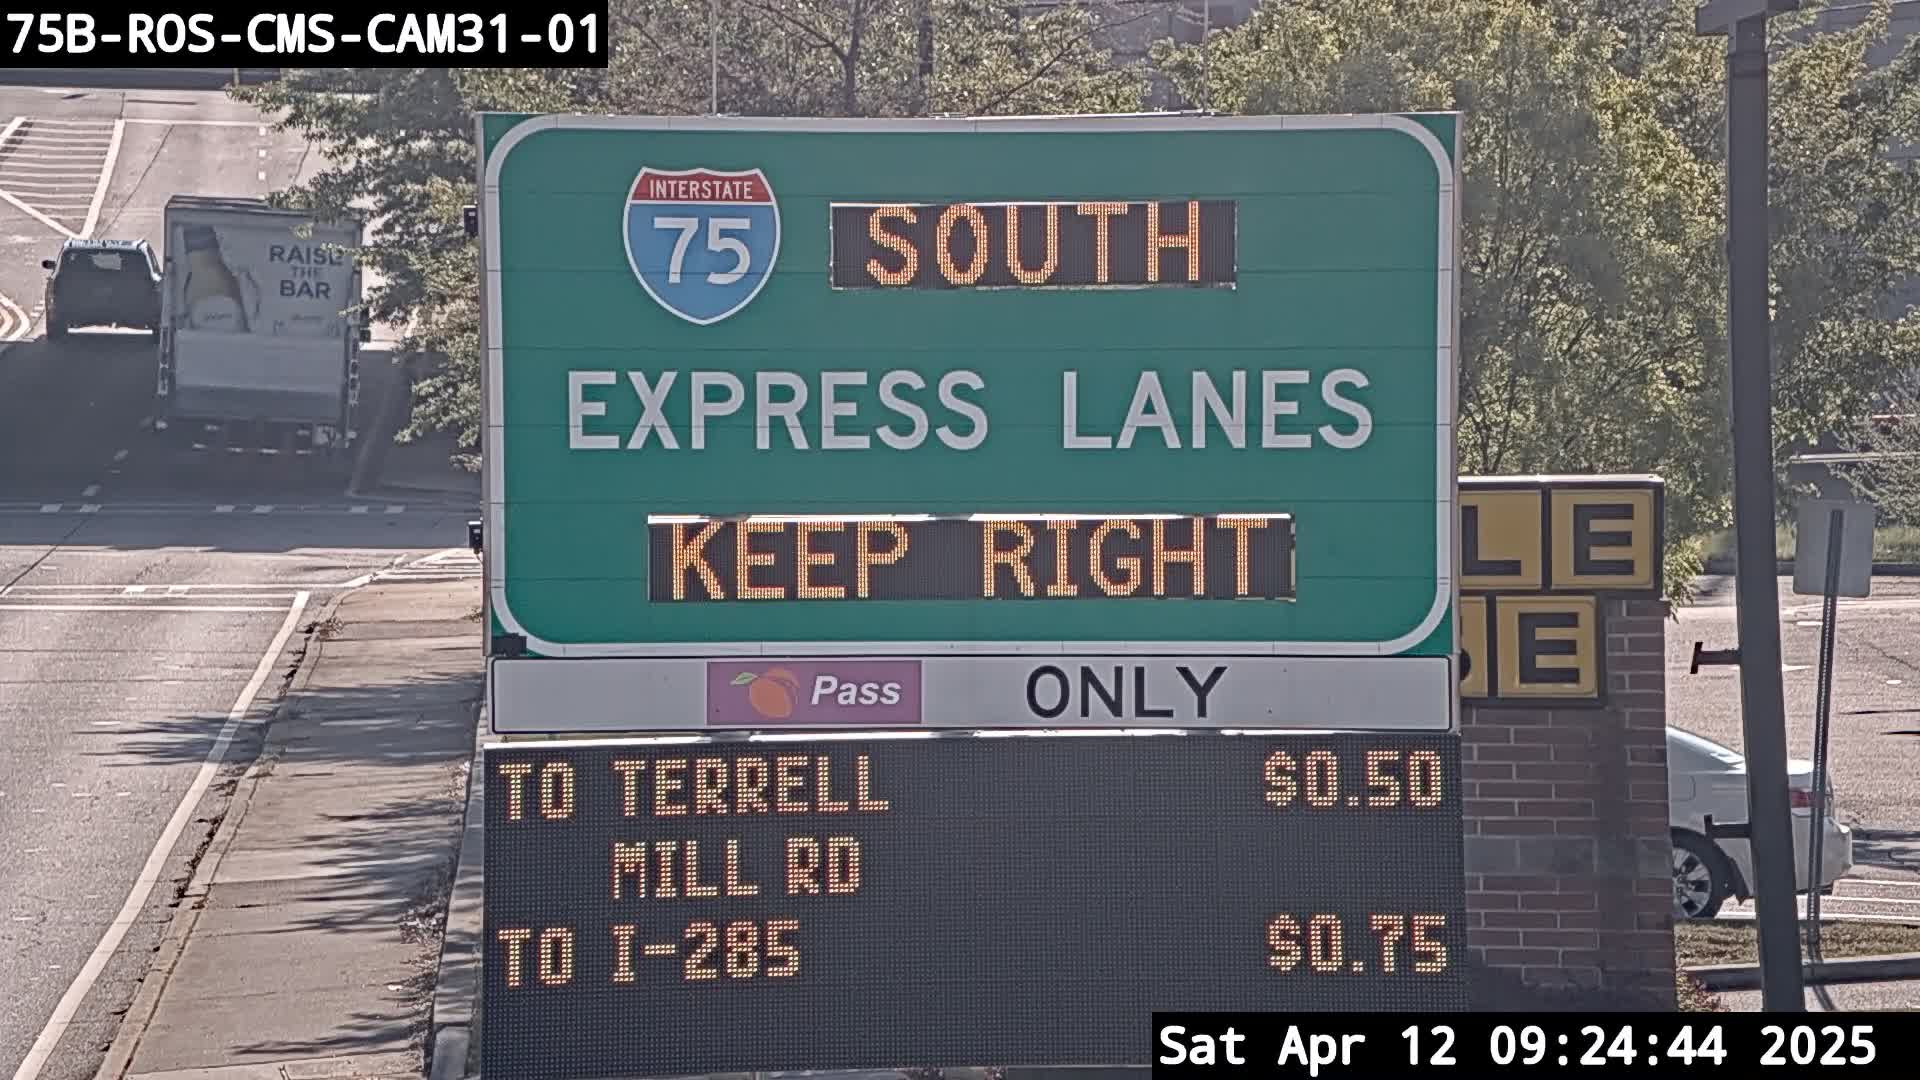 75B-ROS-CMS-CAM31-01
RAISE
THE
BAR
INTERSTATE
75
SOUTH
EXPRESS LANES
KEEP RIGHT
Pass ONLY
LE
E
TO TERRELL $0.50
MILL RD
TO I-285 $0.75
Sat Apr 12 09:24:44 2025